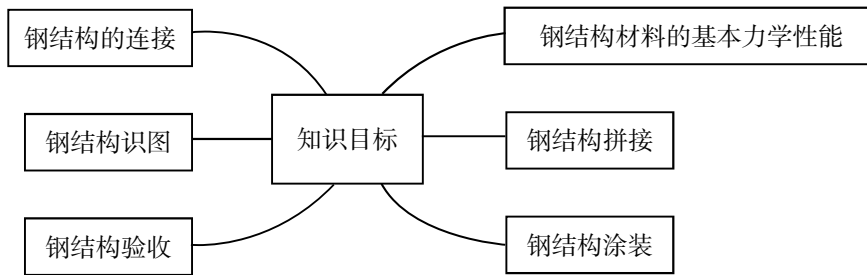 钢结构的连接
钢结构材料的基本力学性能
钢结构识图
知识目标
钢结构拼接
钢结构验收
钢结构涂装